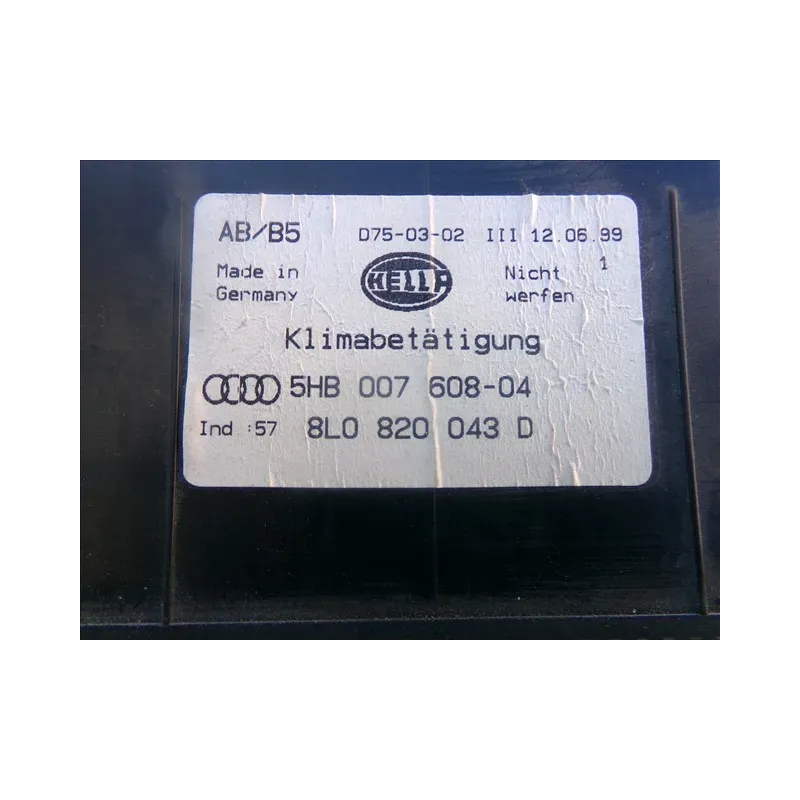 AB/B5 D75-03-02 III 12.06.99
Made in Germany HELLA Nicht werfen 1
Klimabetätigung
5HB 007 608-04
Ind :57 8L0 820 043 D